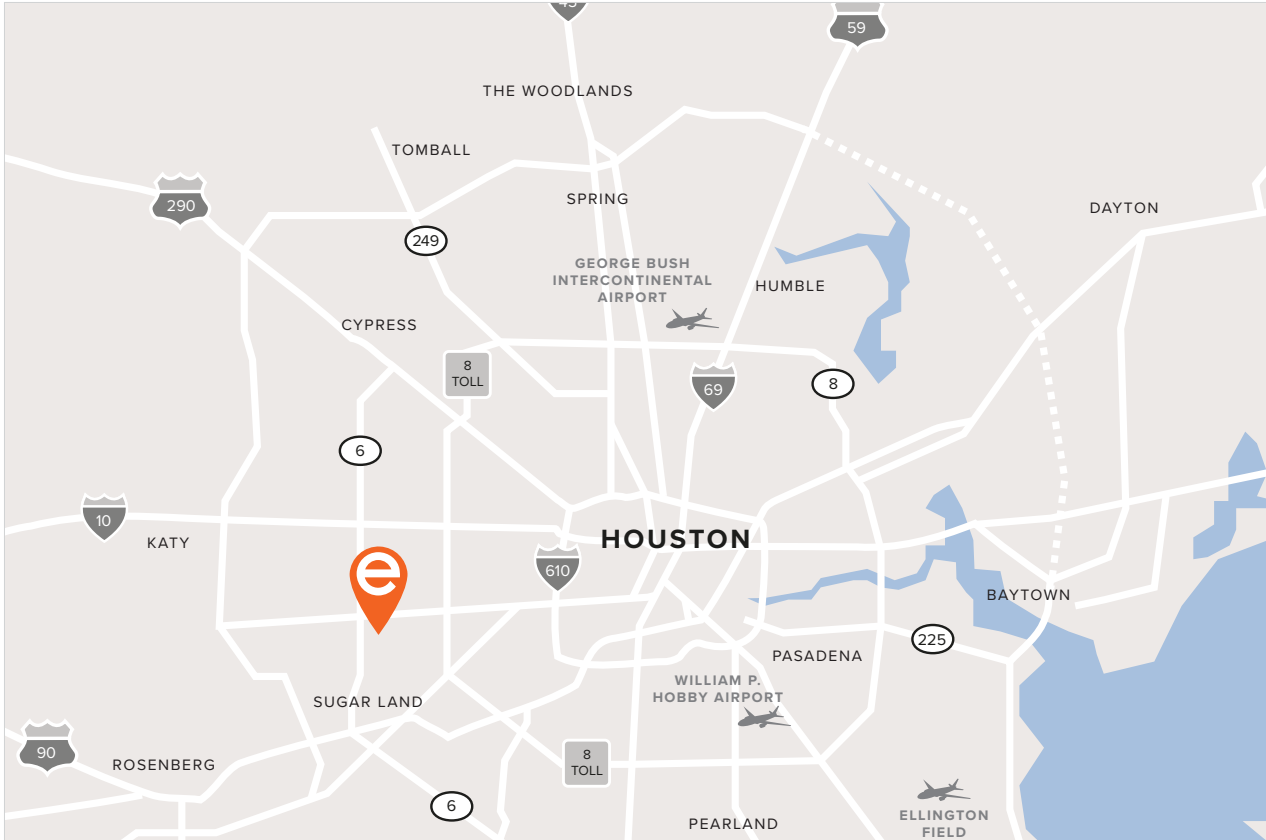 45
59
THE WOODLANDS
TOMBALL
SPRING
290
DAYTON
249
GEORGE BUSH
INTERCONTINENTAL
AIRPORT
HUMBLE
CYPRESS
8
TOLL
69
8
6
10
KATY
HOUSTON
610
e
BAYTOWN
225
PASADENA
WILLIAM P.
HOBBY AIRPORT
SUGAR LAND
90
ROSENBERG
8
TOLL
6
PEARLAND
ELLINGTON
FIELD